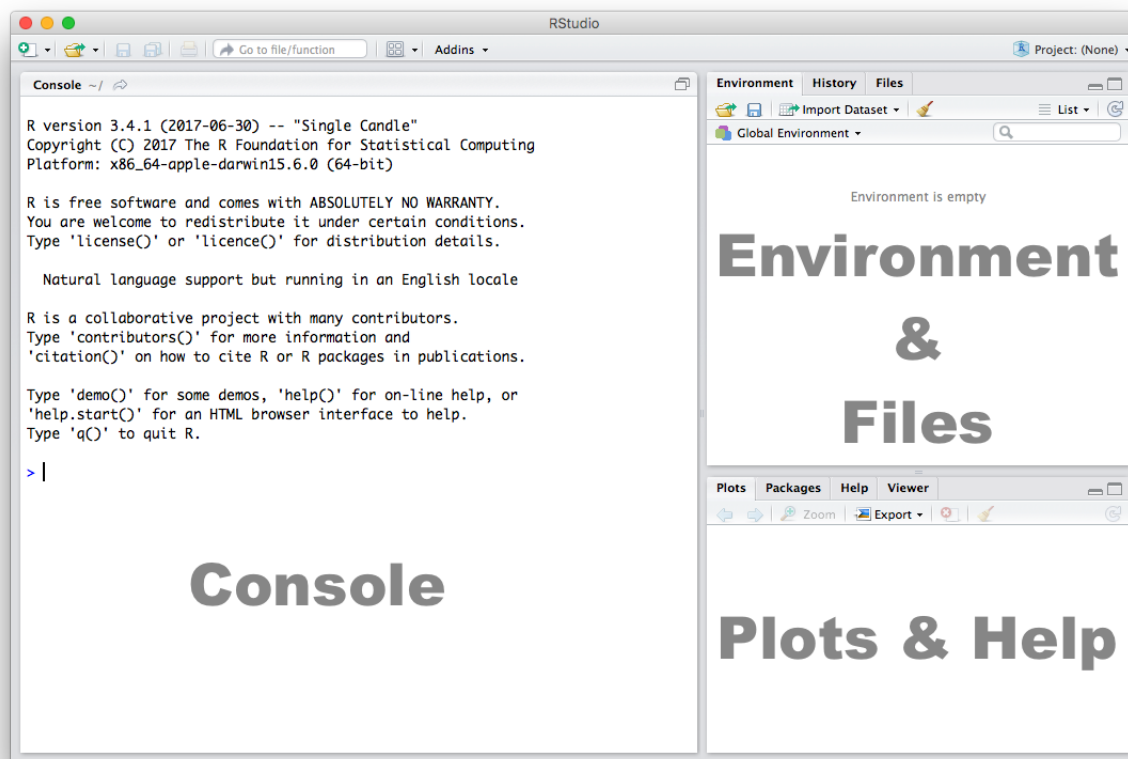 RStudio
Go to file/function Addins Project: (None)
Console ~/
R version 3.4.1 (2017-06-30) -- "Single Candle"
Copyright (C) 2017 The R Foundation for Statistical Computing
Platform: x86_64-apple-darwin15.6.0 (64-bit)
R is free software and comes with ABSOLUTELY NO WARRANTY.
You are welcome to redistribute it under certain conditions.
Type 'license()' or 'licence()' for distribution details.
Natural language support but running in an English locale
R is a collaborative project with many contributors.
Type 'contributors()' for more information and
'citation()' on how to cite R or R packages in publications.
Type 'demo()' for some demos, 'help()' for on-line help, or
'help.start()' for an HTML browser interface to help.
Type 'q()' to quit R.
>
Console
Environment History Files
Import Dataset List
Global Environment
Environment is empty
Environment
&
Files
Plots Packages Help Viewer
Zoom Export
Plots & Help